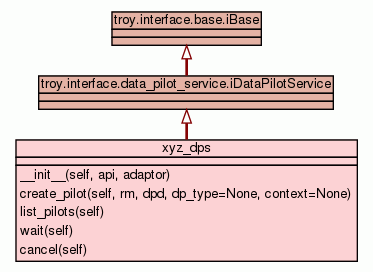 troy.interface.base.iBase
troy.interface.data_pilot_service.iDataPilotService
xyz_dps
__init__(self, api, adaptor)
create_pilot(self, rm, dpd, dp_type=None, context=None)
list_pilots(self)
wait(self)
cancel(self)